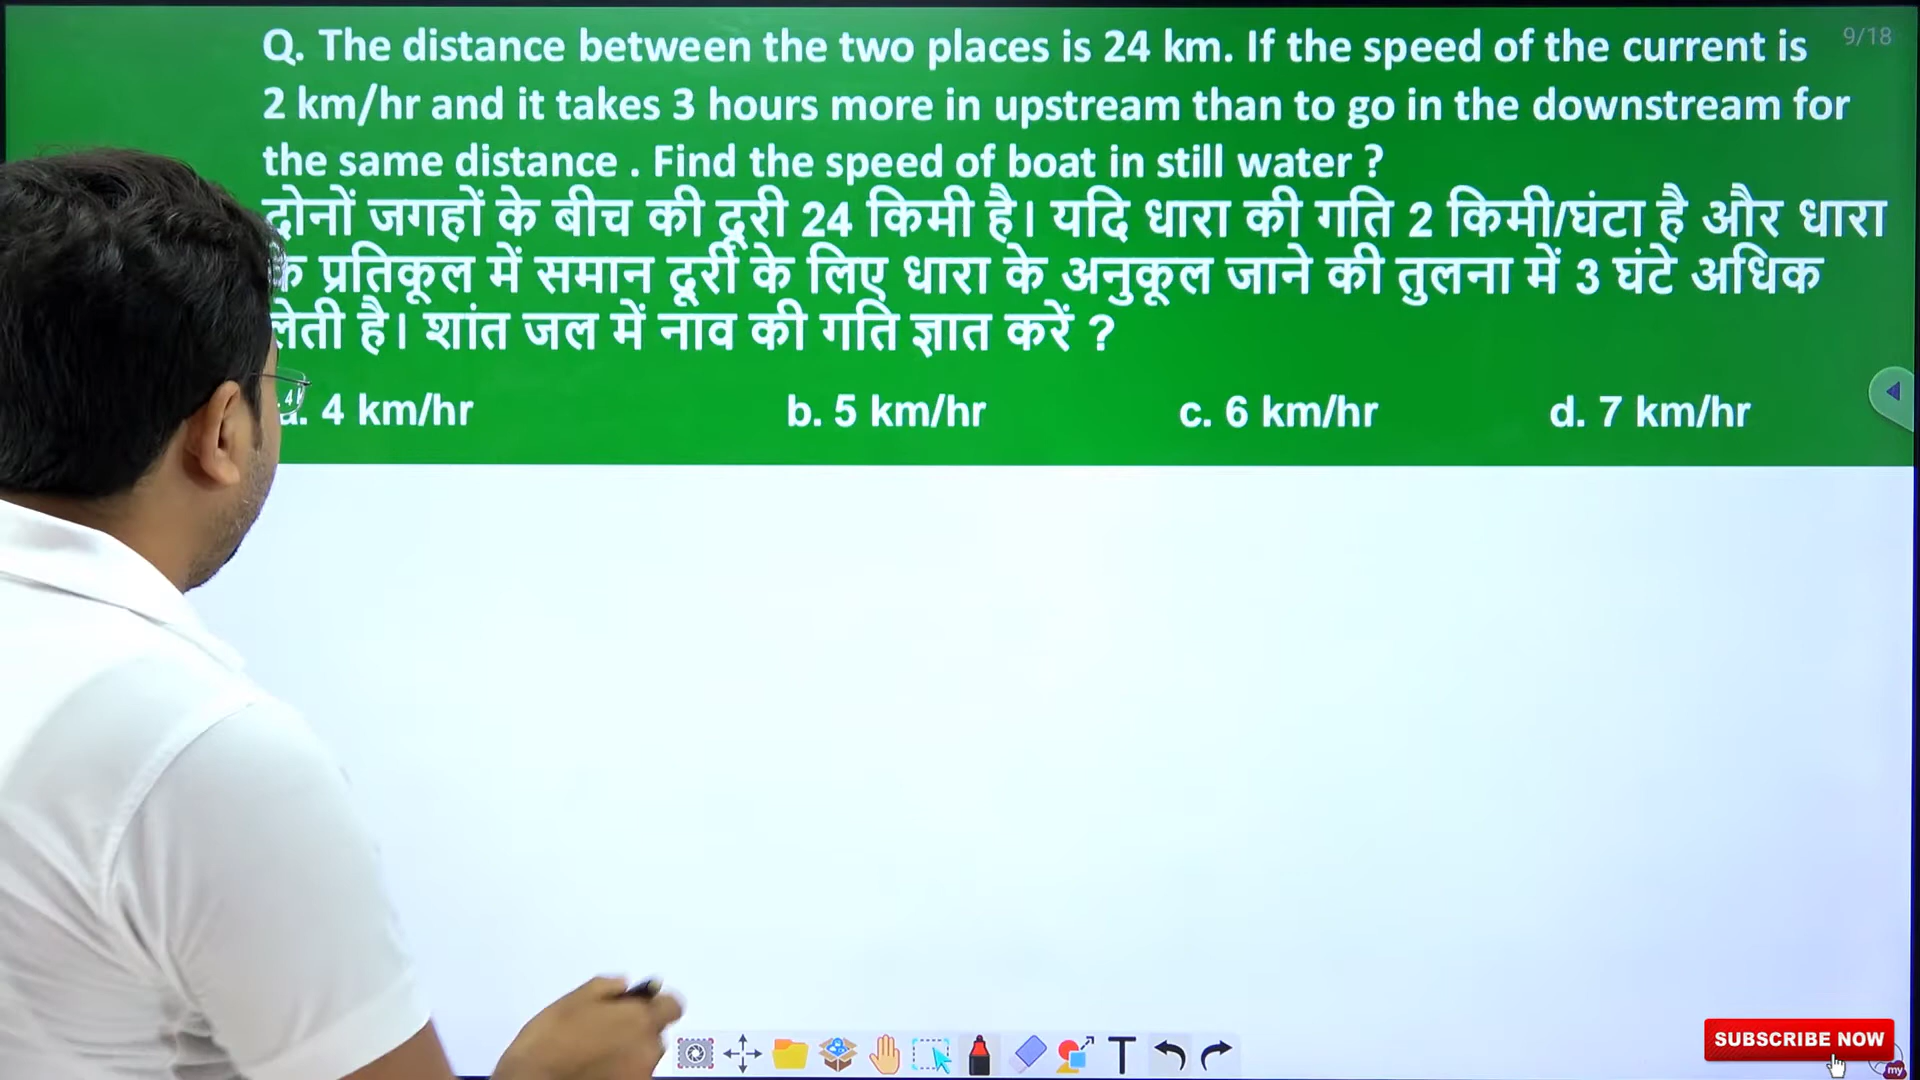 Q. The distance between the two places is 24 km. If the speed of the current is
9/18
2 km/hr and it takes 3 hours more in upstream than to go in the downstream for
the same distance . Find the speed of boat in still water ?
दोनों जगहों के बीच की दूरी 24 किमी है। यदि धारा की गति 2 किमी/घंटा है और धारा
के प्रतिकूल में समान दूरी के लिए धारा के अनुकूल जाने की तुलना में 3 घंटे अधिक
लेती है। शांत जल में नाव की गति ज्ञात करें ?
a. 4 km/hr b. 5 km/hr c. 6 km/hr d. 7 km/hr
T
SUBSCRIBE NOW
my